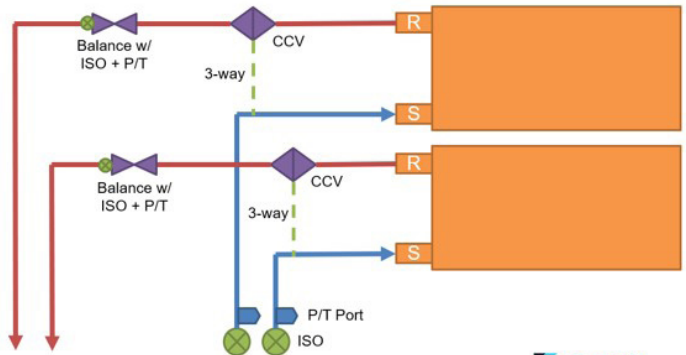 R
Balance w/
ISO + P/T
CCV
3-way
S
R
Balance w/
ISO + P/T
CCV
3-way
S
P/T Port
ISO